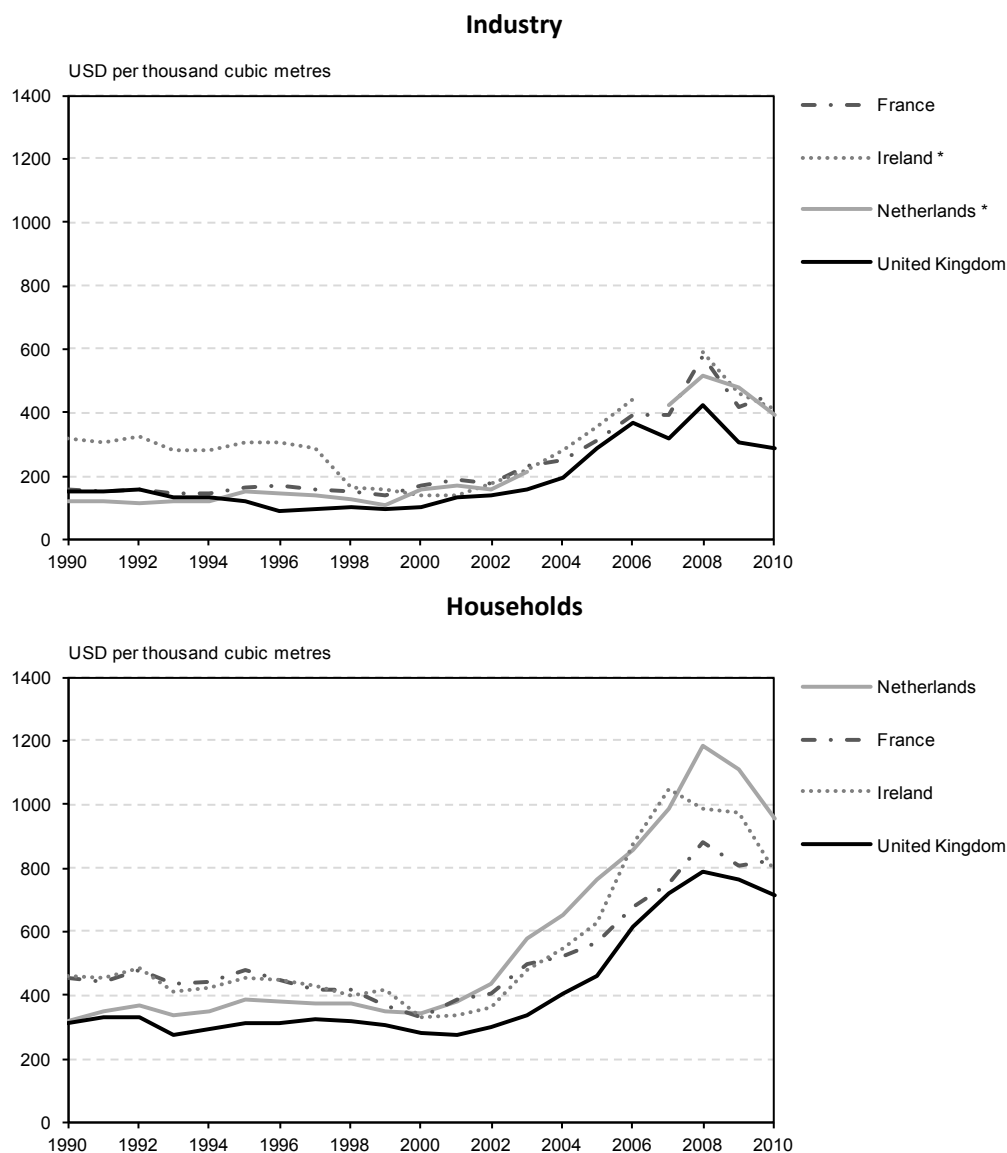 Industry
USD per thousand cubic metres
1400
1200
1000
800
600
400
200
0
1990 1992 1994 1996 1998 2000 2002 2004 2006 2008 2010
France
Ireland *
Netherlands *
United Kingdom
Households
USD per thousand cubic metres
1400
1200
1000
800
600
400
200
0
1990 1992 1994 1996 1998 2000 2002 2004 2006 2008 2010
Netherlands
France
Ireland
United Kingdom